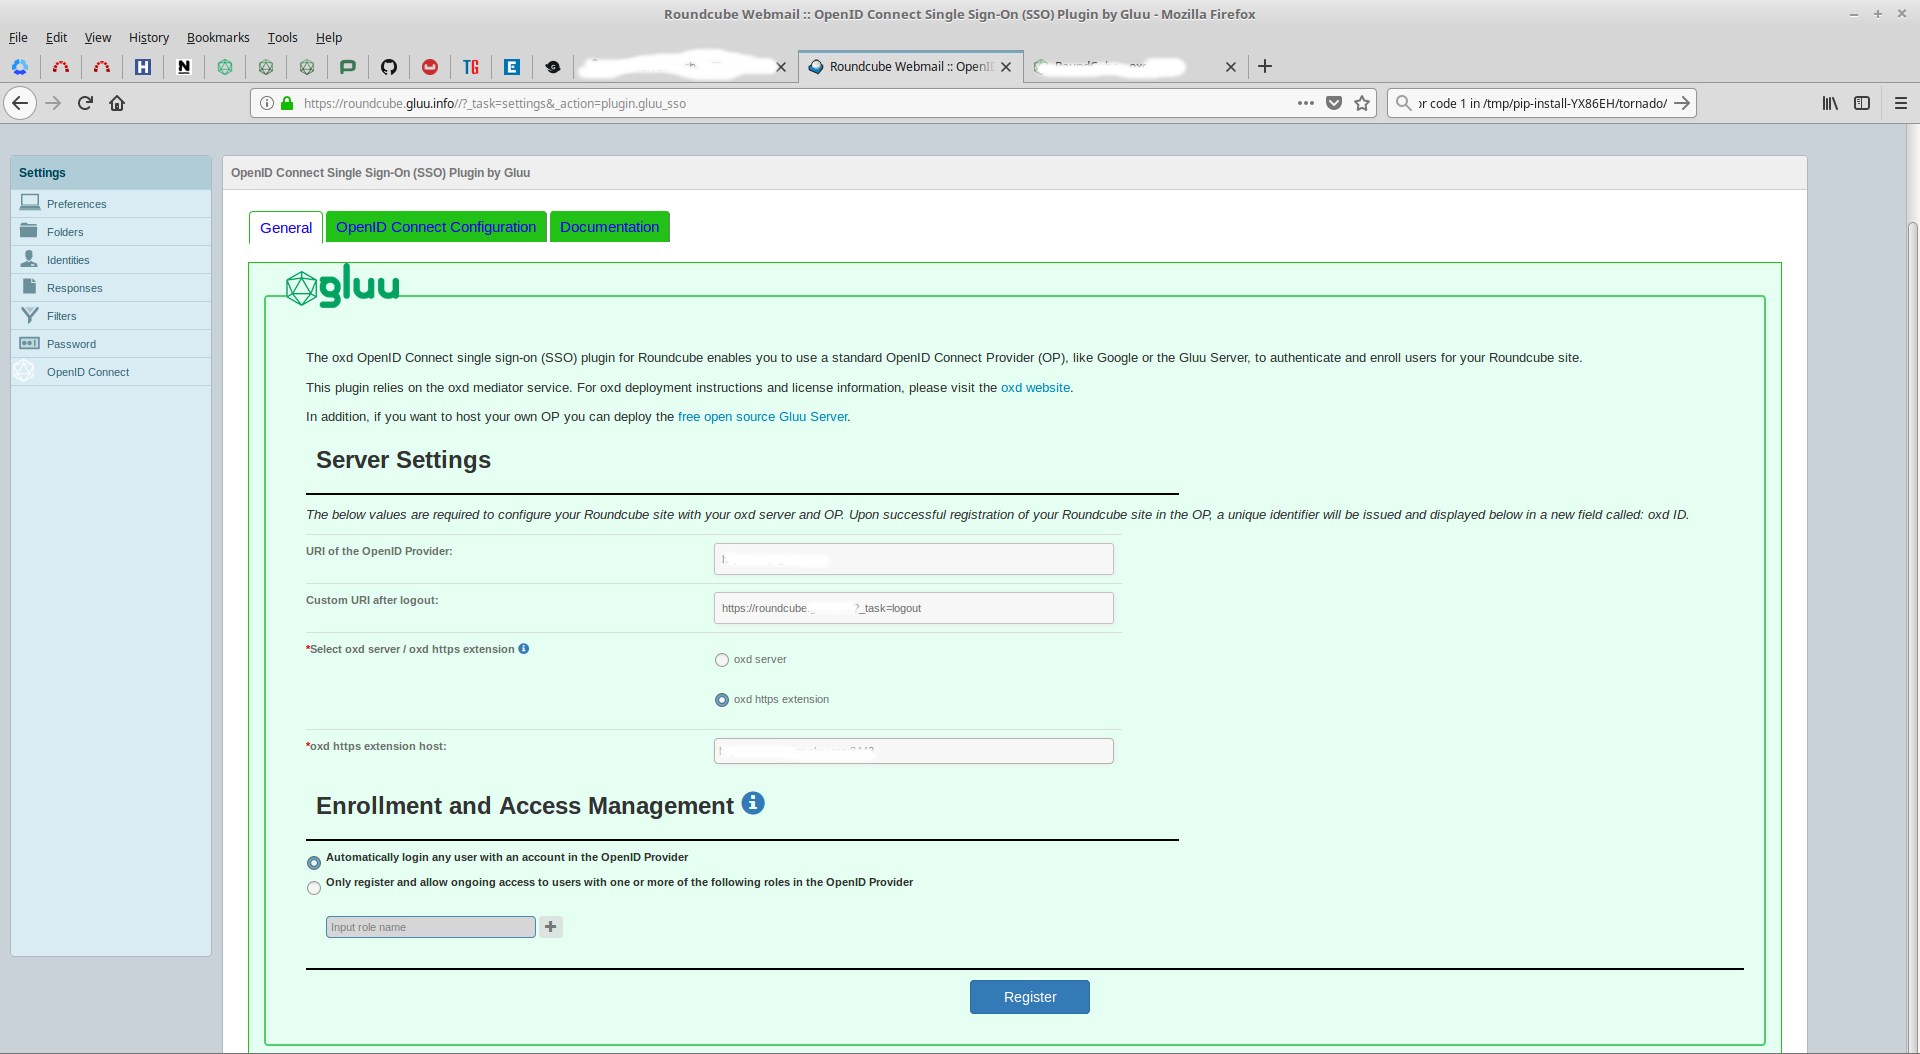 Roundcube Webmail :: OpenID Connect Single Sign-On (SSO) Plugin by Gluu - Mozilla Firefox
File Edit View History Bookmarks Tools Help
H N TG E Roundcube Webmail :: OpenI
https://roundcube.gluu.info//?_task=settings&_action=plugin.gluu_sso
or code 1 in /tmp/pip-install-YX86EH/tornado/
Settings
Preferences
Folders
Identities
Responses
Filters
Password
OpenID Connect
OpenID Connect Single Sign-On (SSO) Plugin by Gluu
General OpenID Connect Configuration Documentation
gluu
The oxd OpenID Connect single sign-on (SSO) plugin for Roundcube enables you to use a standard OpenID Connect Provider (OP), like Google or the Gluu Server, to authenticate and enroll users for your Roundcube site.
This plugin relies on the oxd mediator service. For oxd deployment instructions and license information, please visit the oxd website.
In addition, if you want to host your own OP you can deploy the free open source Gluu Server.
Server Settings
The below values are required to configure your Roundcube site with your oxd server and OP. Upon successful registration of your Roundcube site in the OP, a unique identifier will be issued and displayed below in a new field called: oxd ID.
URI of the OpenID Provider:
Custom URI after logout:
https://roundcube. ?_task=logout
*Select oxd server / oxd https extension
oxd server
oxd https extension
*oxd https extension host:
Enrollment and Access Management
Automatically login any user with an account in the OpenID Provider
Only register and allow ongoing access to users with one or more of the following roles in the OpenID Provider
Input role name
Register